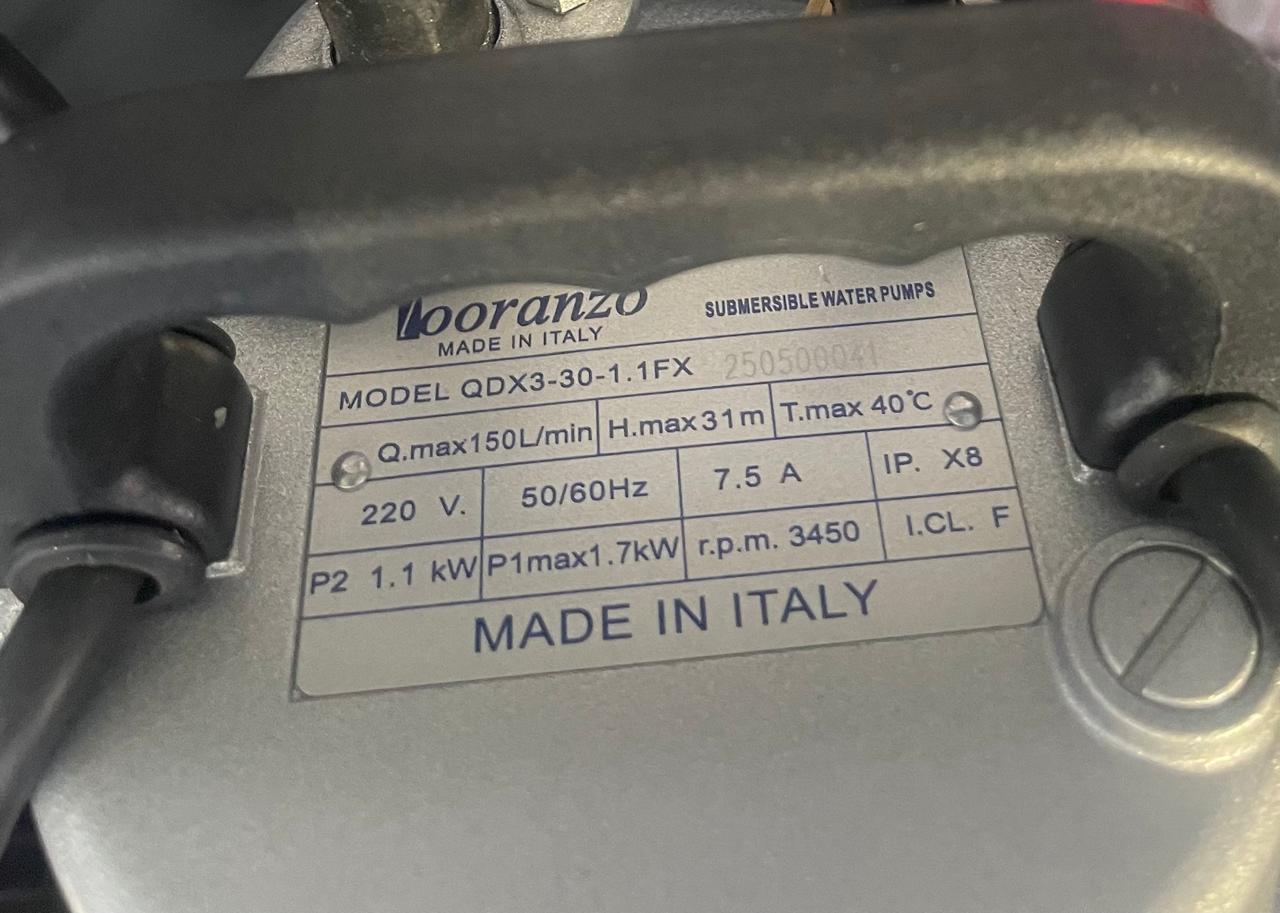 Looranzo
MADE IN ITALY
SUBMERSIBLE WATER PUMPS
MODEL QDX3-30-1.1FX 250500041
Q.max150L/min H.max31m T.max 40℃
220 V. 50/60Hz 7.5 A IP. X8
P2 1.1 kW P1max1.7kW r.p.m. 3450 I.CL. F
MADE IN ITALY